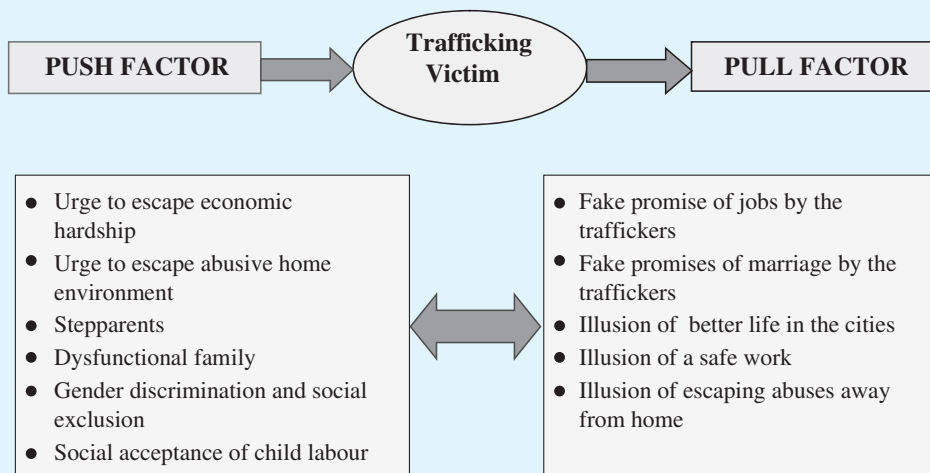 PUSH FACTOR
Trafficking
Victim
PULL FACTOR
● Urge to escape economic
hardship
● Urge to escape abusive home
environment
● Stepparents
● Dysfunctional family
● Gender discrimination and social
exclusion
● Social acceptance of child labour
● Fake promise of jobs by the
traffickers
● Fake promises of marriage by the
traffickers
● Illusion of better life in the cities
● Illusion of a safe work
● Illusion of escaping abuses away
from home